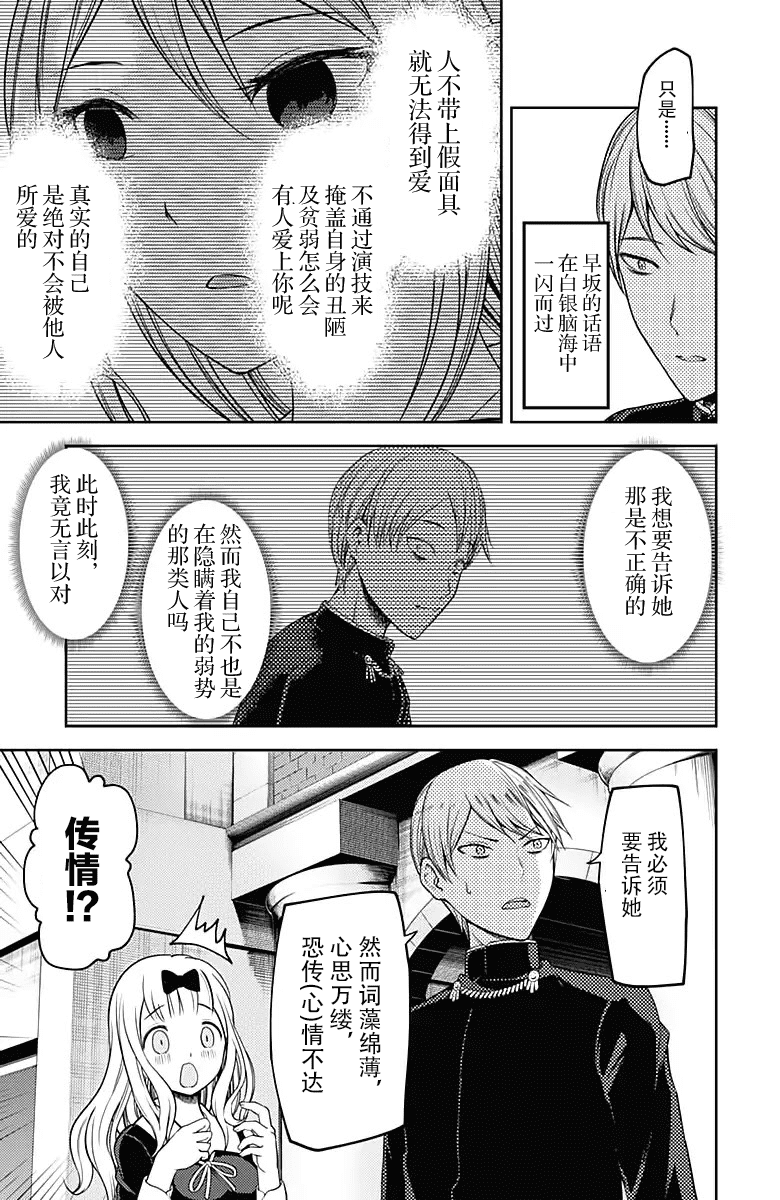 只是……
早坂的话语
在白银脑海中
一闪而过
人不带上假面具
就无法得到爱
不通过演技来
掩盖自身的丑陋
及贫弱怎么会
有人爱上你呢
真实的自己
是绝对不会被他人
所爱的
我想要告诉她
那是不正确的
然而我自己不也是
在隐瞒着我的弱势
的那类人吗
此时此刻，
我竟无言以对
我必须
要告诉她
然而词藻绵薄，
心思万缕，
恐传(心)情不达
传情!?